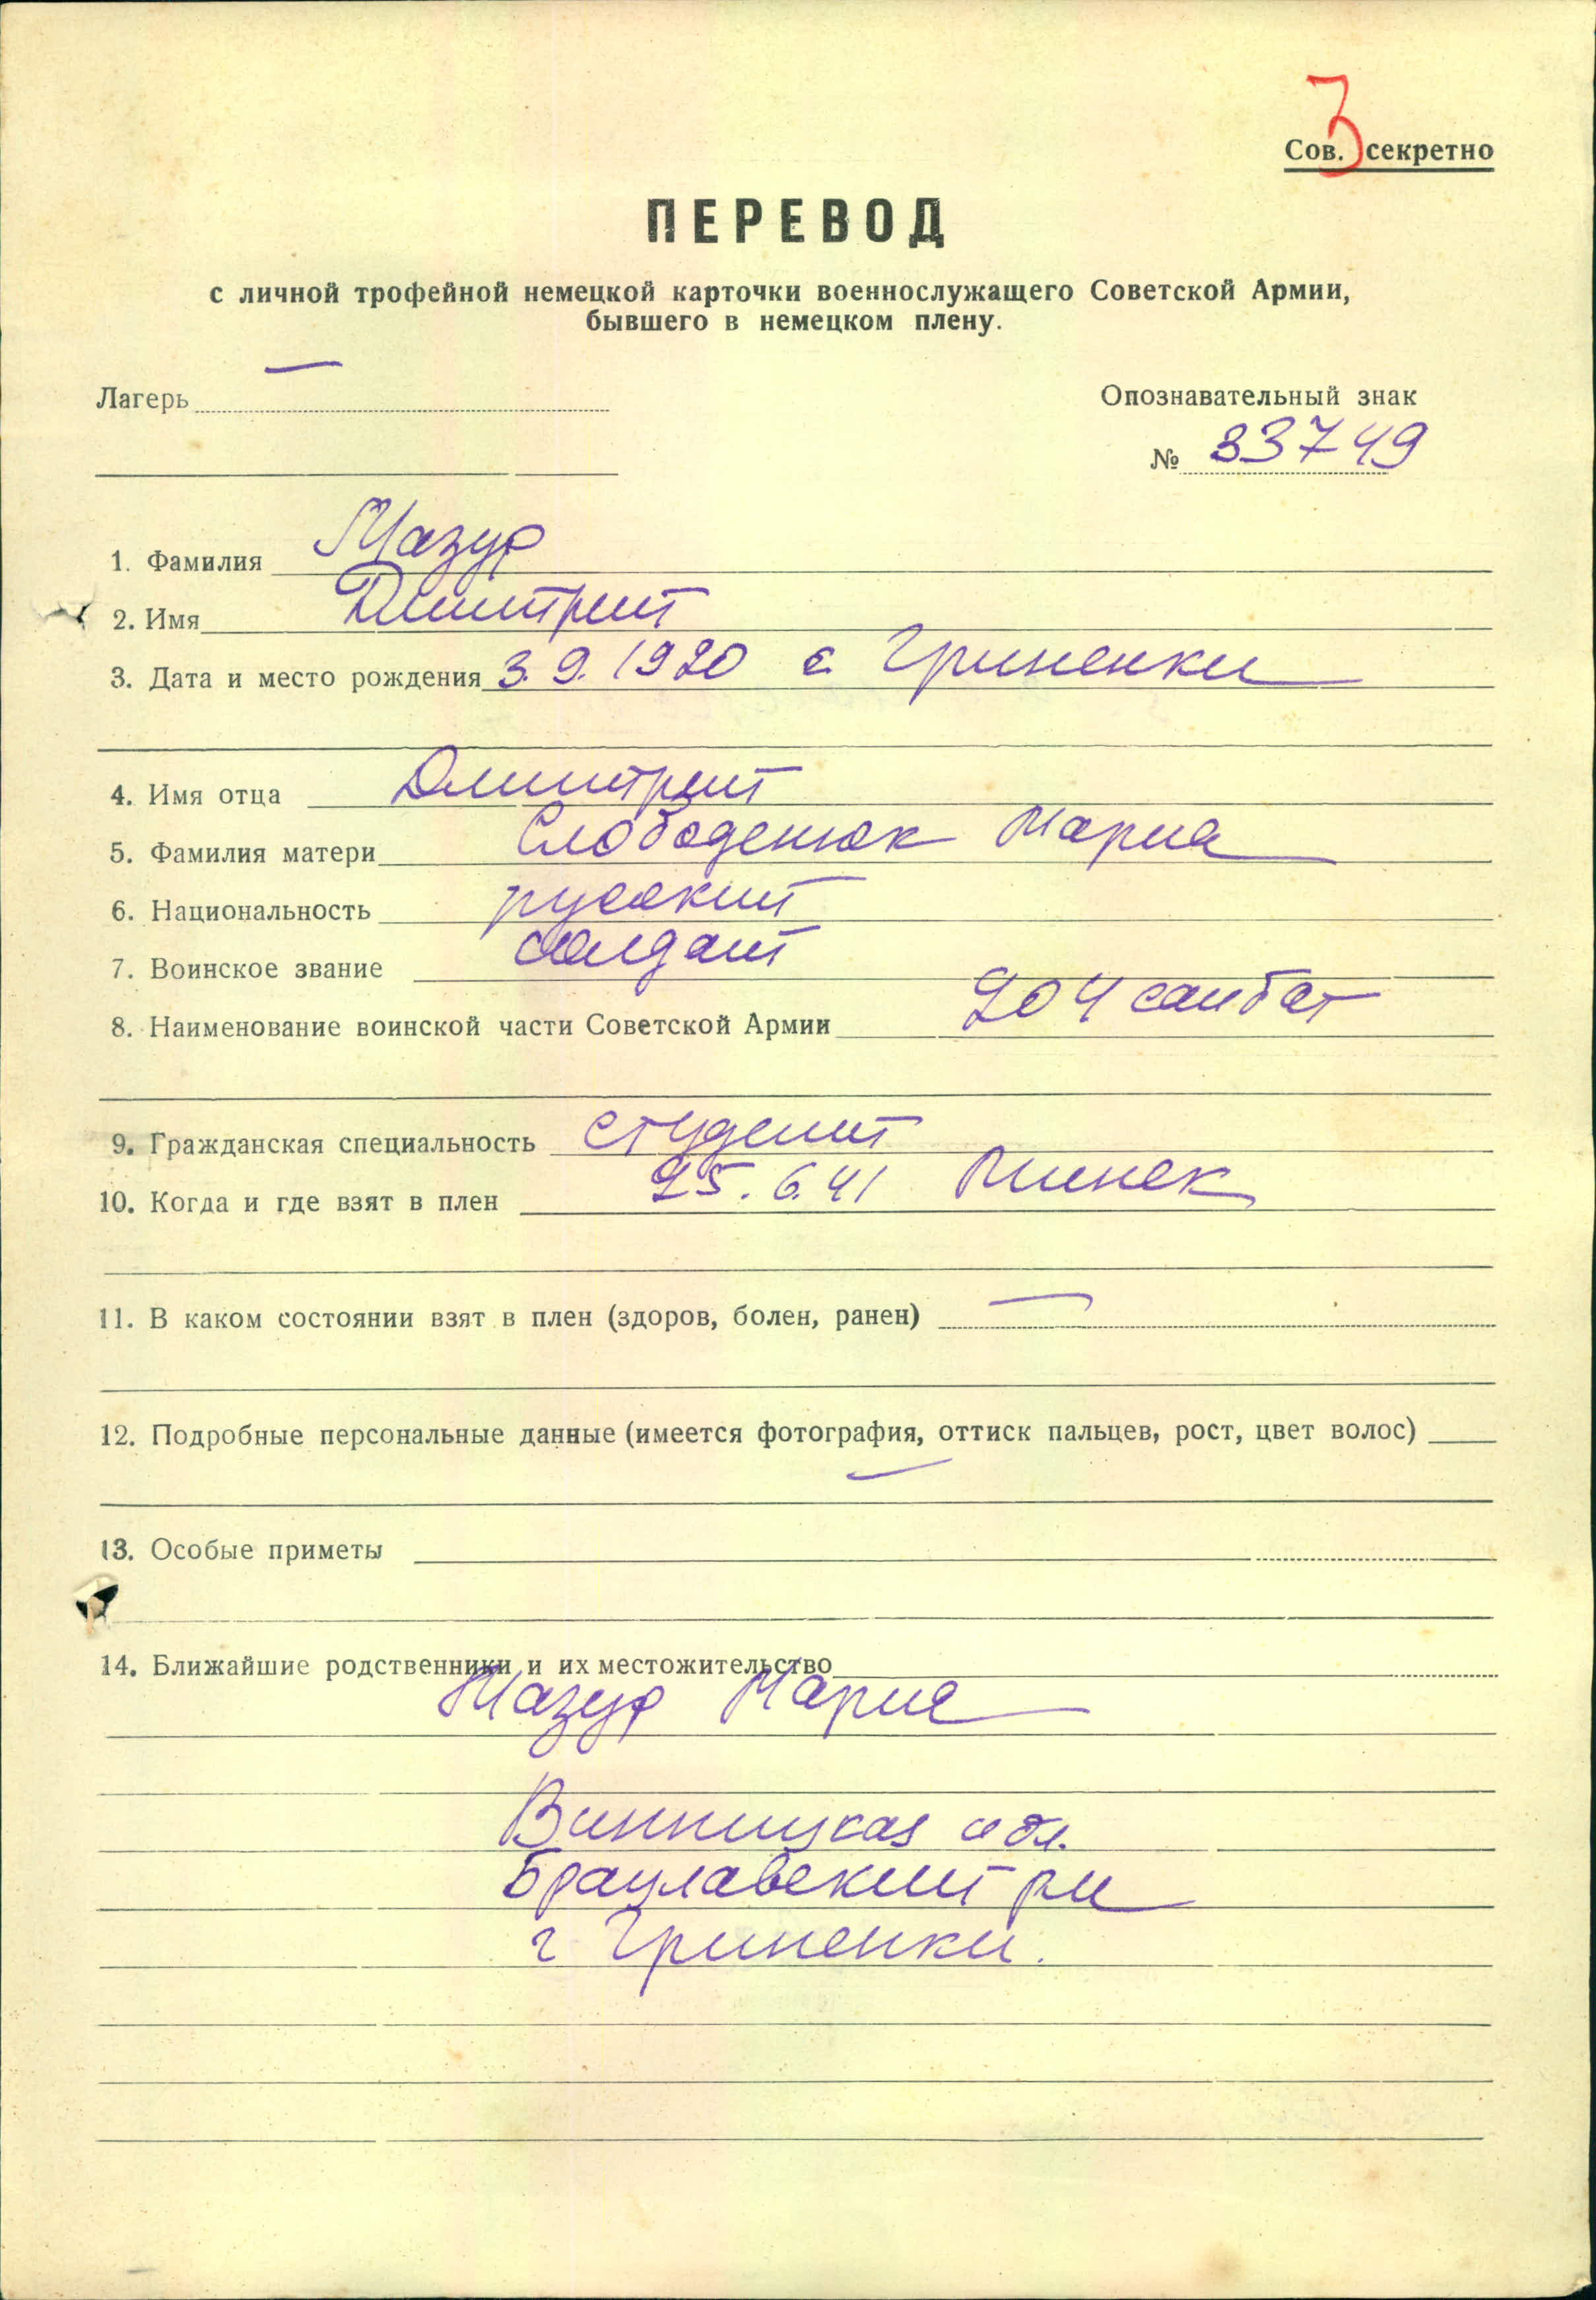 3
Сов. секретно
ПЕРЕВОД
с личной трофейной немецкой карточки военнослужащего Советской Армии,
бывшего в немецком плену.
Лагерь —
Опознавательный знак
№ 33749
1. Фамилия Мазур
2. Имя Дмитрий
3. Дата и место рождения 3.9.1920 с. Гриненки
4. Имя отца Дмитрий
5. Фамилия матери Слободенюк Мария
6. Национальность русский
7. Воинское звание солдат
8. Наименование воинской части Советской Армии 204 санбат
9. Гражданская специальность студент
10. Когда и где взят в плен 25.6.41 Минск
11. В каком состоянии взят в плен (здоров, болен, ранен) —
12. Подробные персональные данные (имеется фотография, оттиск пальцев, рост, цвет волос)
—
13. Особые приметы
14. Ближайшие родственники и их местожительство
Мазур Мария
Винницкая обл.
Брацлавский рн
г Гриненки.